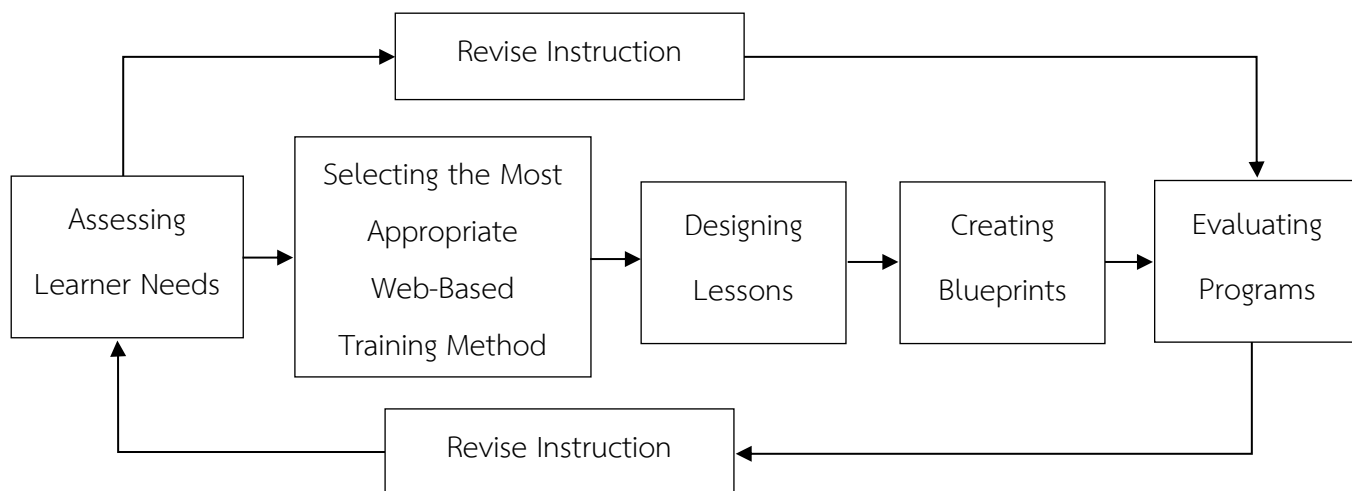 Revise Instruction
Assessing
Learner Needs
Selecting the Most
Appropriate
Web-Based
Training Method
Designing
Lessons
Creating
Blueprints
Evaluating
Programs
Revise Instruction